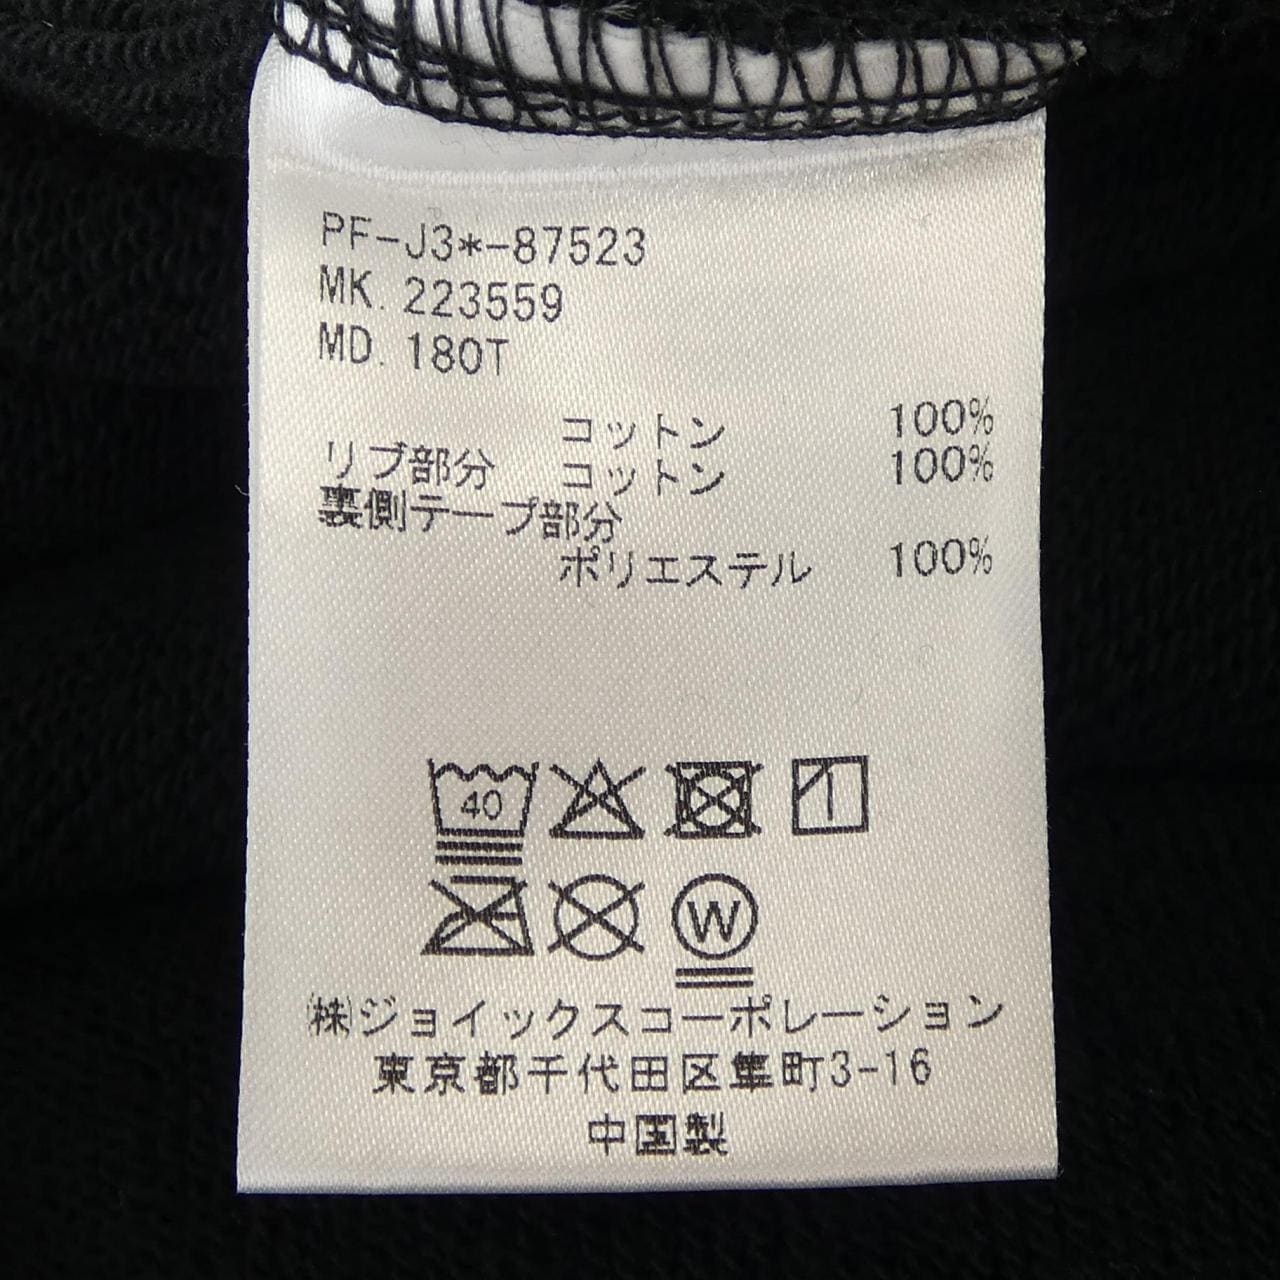 PF-J3*-87523
MK. 223559
MD. 180T
コットン 100%
リブ部分 コットン 100%
裏側テープ部分
ポリエステル 100%
40
W
㈱ジョイックスコーポレーション
東京都千代田区隼町3-16
中国製